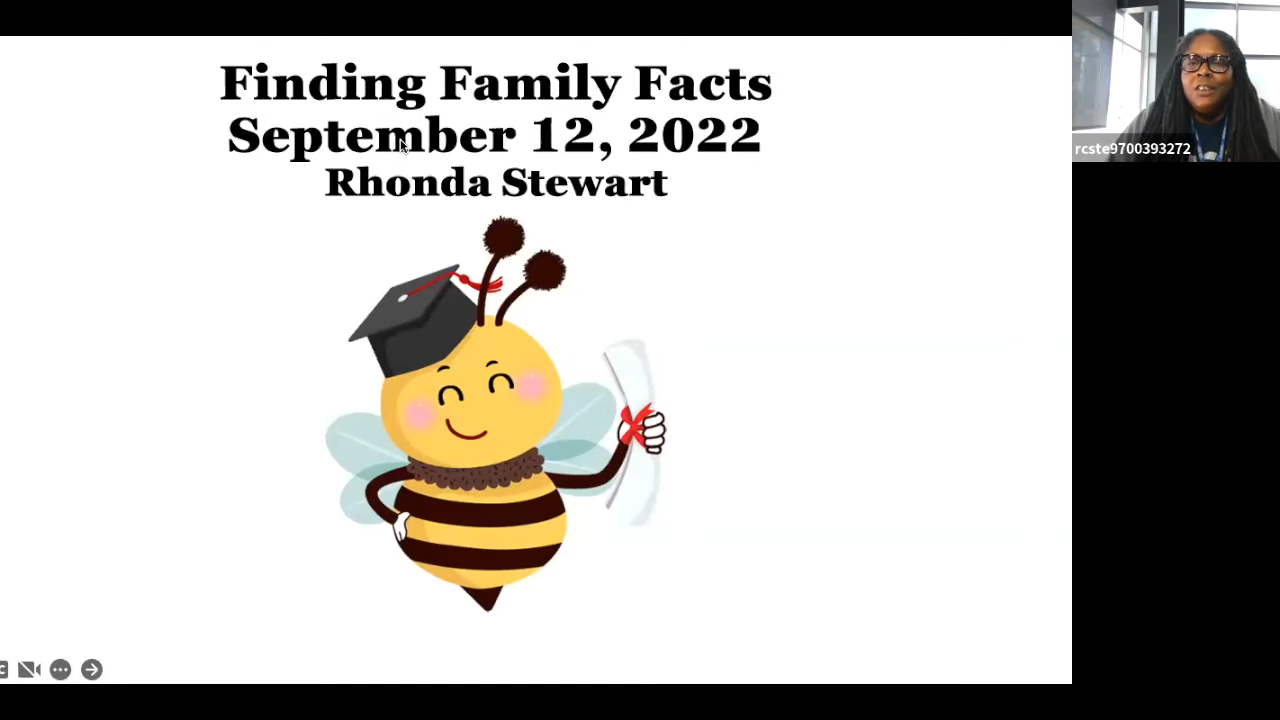 Finding Family Facts
September 12, 2022
Rhonda Stewart
rcste9700393272